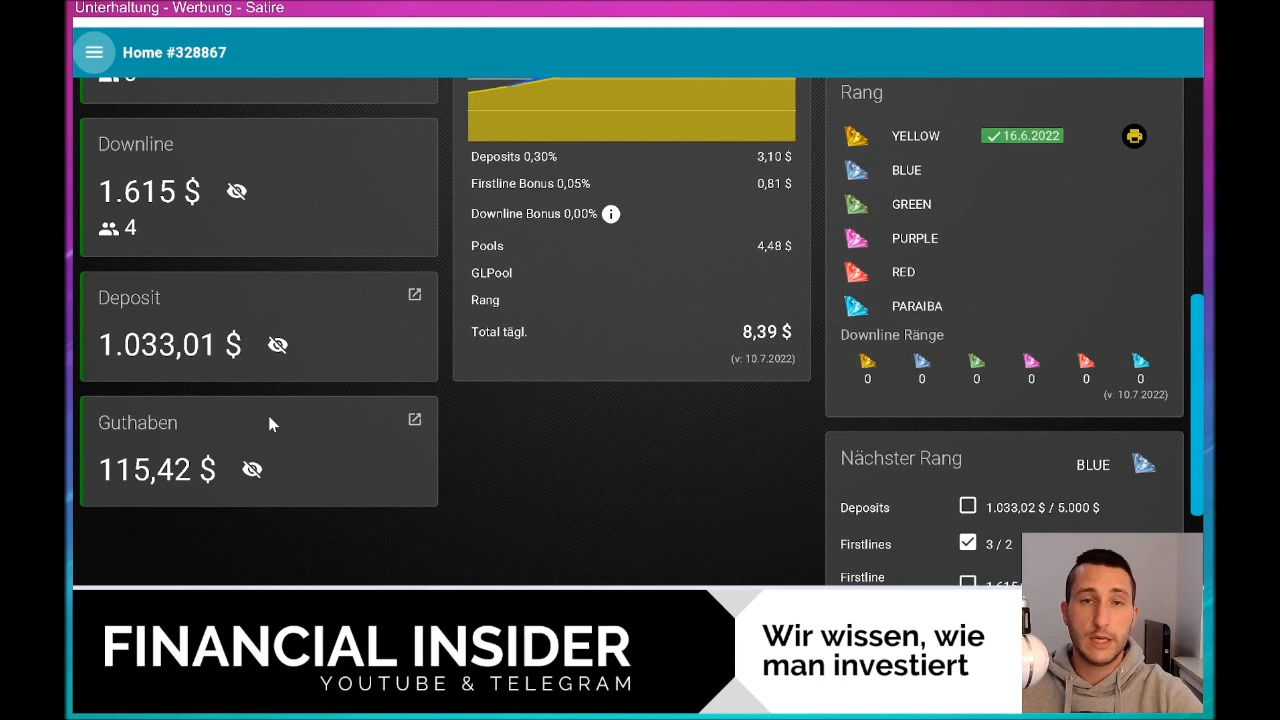 Unterhaltung - Werbung - Satire
Home #328867
Downline
1.615 $
4
Deposit
1.033,01 $
Guthaben
115,42 $
Deposits 0,30% 3,10 $
Firstline Bonus 0,05% 0,81 $
Downline Bonus 0,00%
Pools 4,48 $
GLPool
Rang
Total tägl. 8,39 $
(v: 10.7.2022)
Rang
YELLOW 16.6.2022
BLUE
GREEN
PURPLE
RED
PARAIBA
Downline Ränge
0 0 0 0 0 0
(v: 10.7.2022)
Nächster Rang BLUE
Deposits 1.033,02 $ / 5.000 $
Firstlines 3 / 2
Firstline
FINANCIAL INSIDER
YOUTUBE & TELEGRAM
Wir wissen, wie
man investiert